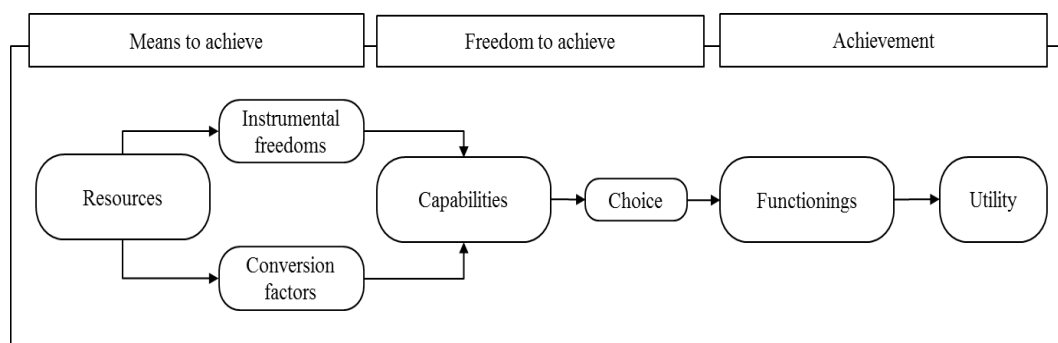 Means to achieve
Freedom to achieve
Achievement
Instrumental
freedoms
Resources
Capabilities
Choice
Functionings
Utility
Conversion
factors